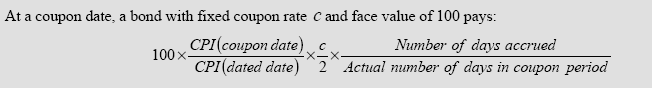 At a coupon date, a bond with fixed coupon rate c and face value of 100 pays:
100 × CPI(coupon date) / CPI(dated date) × c / 2 × Number of days accrued / Actual number of days in coupon period